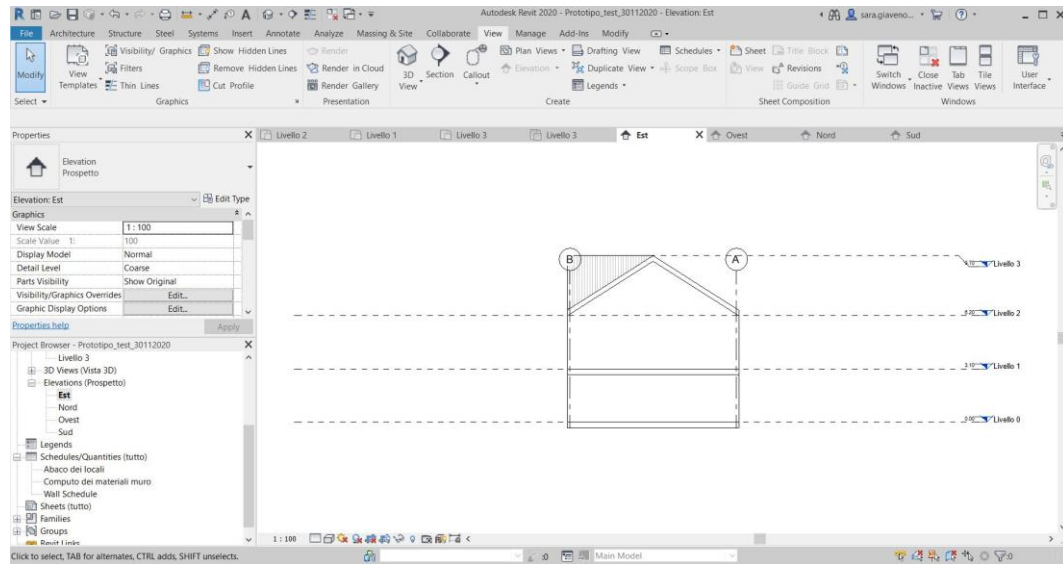 Autodesk Revit 2020 - Prototipo_test_30112020 - Elevation: Est
sara.giaveno...
File Architecture Structure Steel Systems Insert Annotate Analyze Massing & Site Collaborate View Manage Add-Ins Modify
Modify
View Templates
Visibility/ Graphics
Filters
Thin Lines
Show Hidden Lines
Remove Hidden Lines
Cut Profile
Render
Render in Cloud
Render Gallery
3D View
Section
Callout
Plan Views
Elevation
Drafting View
Duplicate View
Legends
Schedules
Scope Box
Sheet
View
Title Block
Revisions
Guide Grid
Switch Windows
Close Inactive
Tab Views
Tile Views
User Interface
Select Graphics Presentation Create Sheet Composition Windows
Properties
Livello 2 Livello 1 Livello 3 Livello 3 Est Ovest Nord Sud
Elevation
Prospetto
Elevation: Est Edit Type
Graphics
View Scale 1 : 100
Scale Value 1: 100
Display Model Normal
Detail Level Coarse
Parts Visibility Show Original
Visibility/Graphics Overrides Edit...
Graphic Display Options Edit...
Properties help Apply
Project Browser - Prototipo_test_30112020
Livello 3
3D Views (Vista 3D)
Elevations (Prospetto)
Est
Nord
Ovest
Sud
Legends
Schedules/Quantities (tutto)
Abaco dei locali
Computo dei materiali muro
Wall Schedule
Sheets (tutto)
Families
Groups
Revit Links
B A
Livello 3
6.20 Livello 2
3.10 Livello 1
0.00 Livello 0
1 : 100
Click to select, TAB for alternates, CTRL adds, SHIFT unselects.
:0 Main Model :0